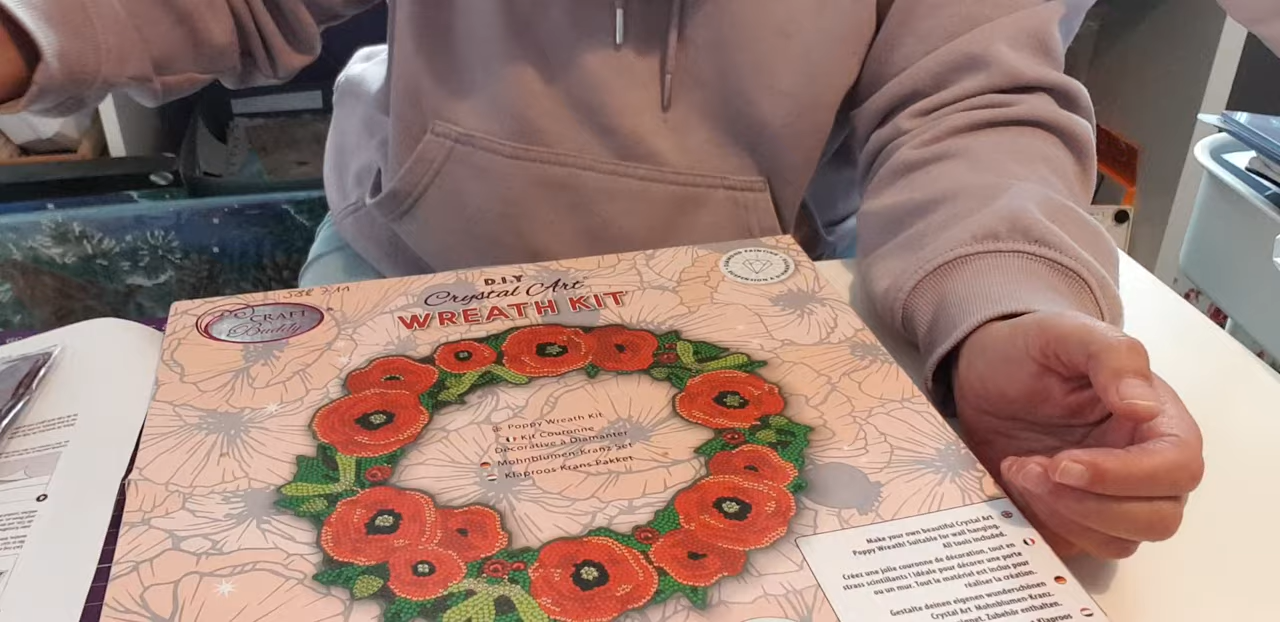 D.I.Y
Crystal Art
WREATH KIT
CRAFT
Buddy
Poppy Wreath Kit
Kit Couronne
Décorative à Diamanter
Mohnblumen-Kranz Set
Klaproos Krans Pakket
Make your own beautiful Crystal Art
Poppy Wreath! Suitable for wall hanging.
All tools included.
Créez une jolie couronne de décoration, tout en
strass scintillants ! Idéale pour décorer une porte
ou un mur. Tout le matériel est inclus pour
réaliser la création.
Gestalte deinen eigenen wunderschönen
Crystal Art Mohnblumen-Kranz.
Zubehör enthalten.